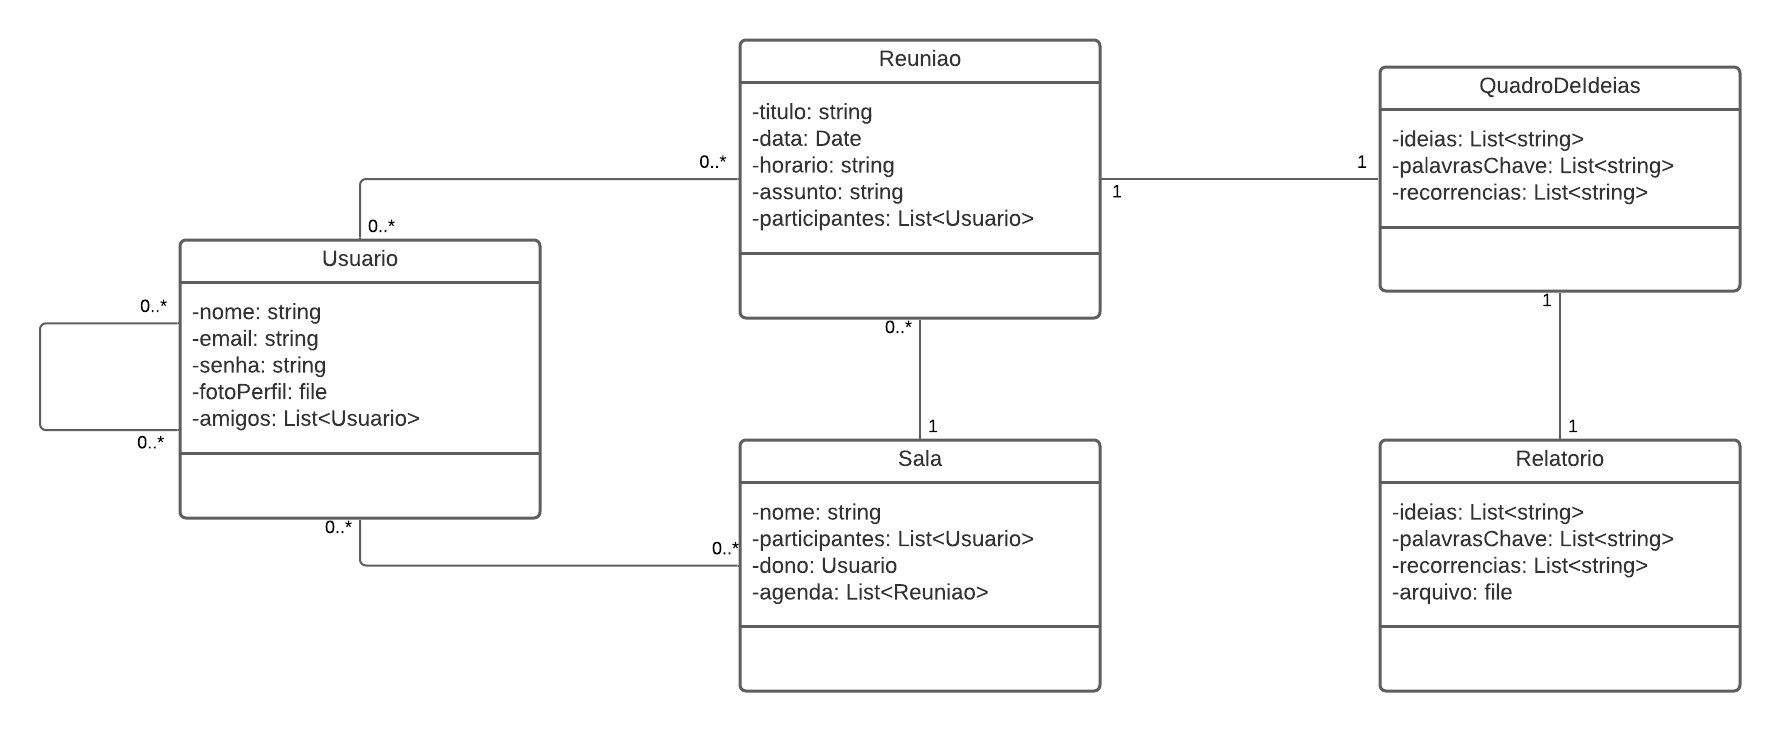 Reuniao
-titulo: string
-data: Date
-horario: string
-assunto: string
-participantes: List<Usuario>
0..*
1
0..*
QuadroDeIdeias
-ideias: List<string>
-palavrasChave: List<string>
-recorrencias: List<string>
1
1
0..*
Usuario
-nome: string
-email: string
-senha: string
-fotoPerfil: file
-amigos: List<Usuario>
0..*
0..*
0..*
0..*
1
Sala
-nome: string
-participantes: List<Usuario>
-dono: Usuario
-agenda: List<Reuniao>
1
Relatorio
-ideias: List<string>
-palavrasChave: List<string>
-recorrencias: List<string>
-arquivo: file